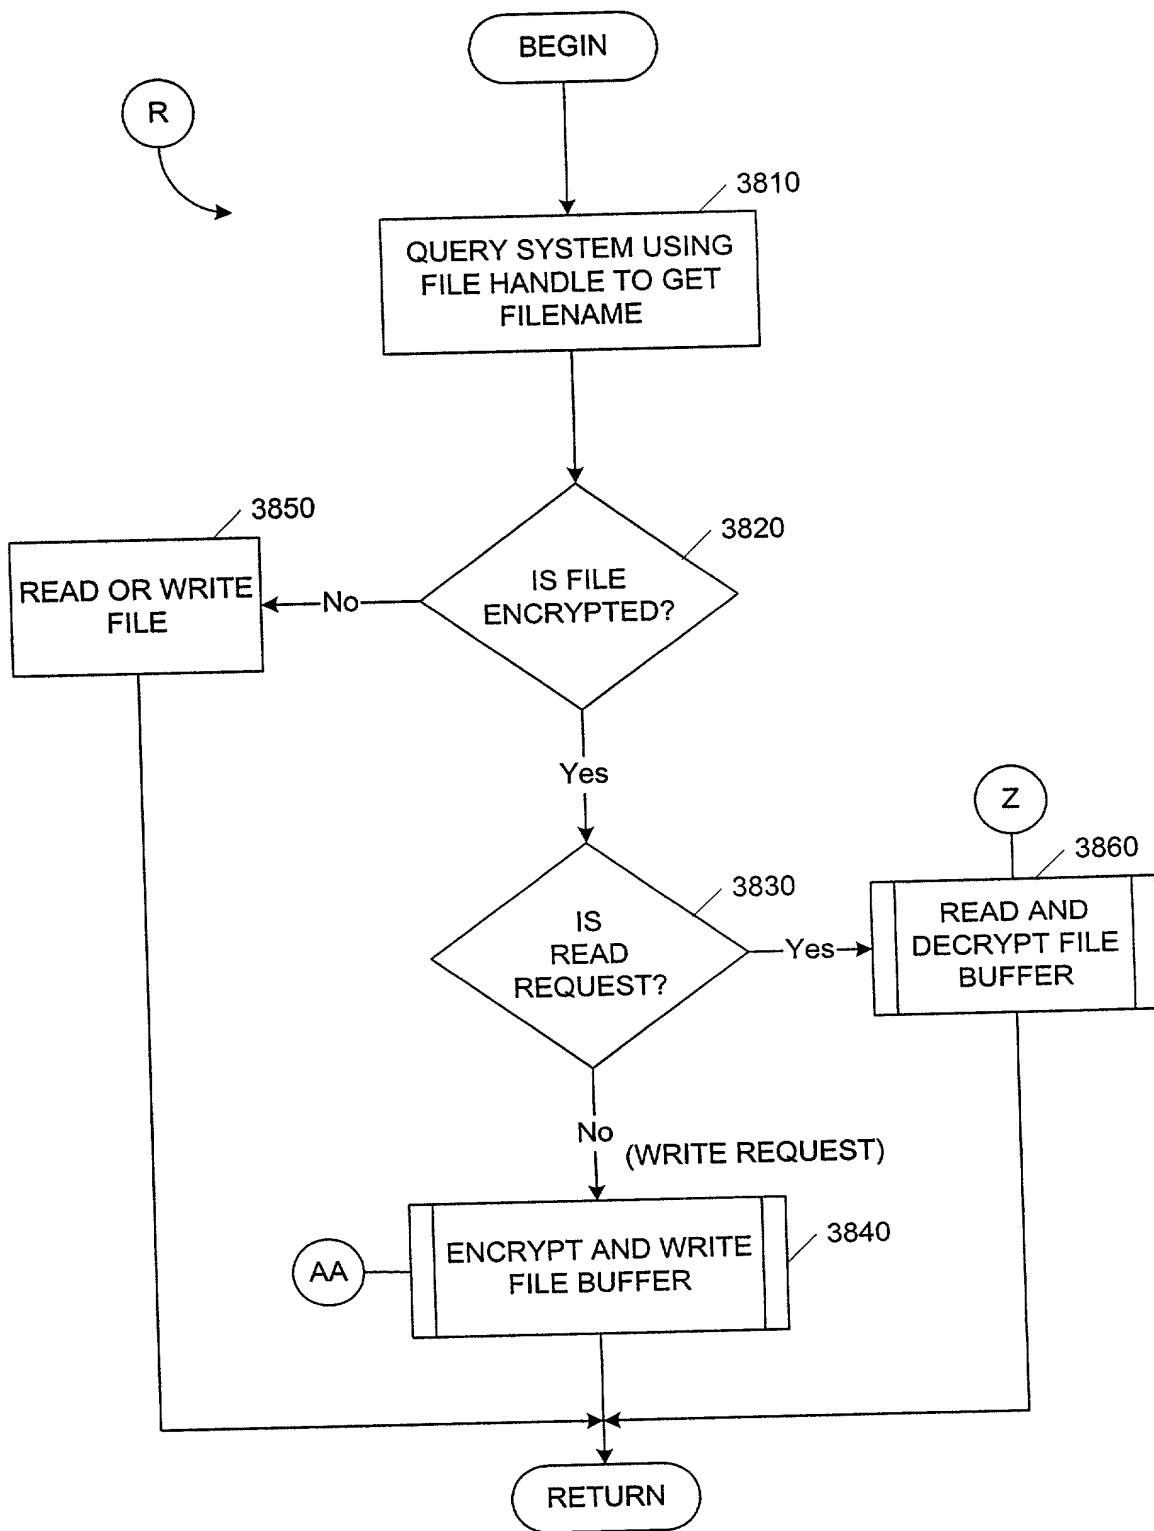 BEGIN
R
3810
QUERY SYSTEM USING
FILE HANDLE TO GET
FILENAME
3850
3820
READ OR WRITE
FILE
No
IS FILE
ENCRYPTED?
Yes
Z
3860
3830
IS
READ
REQUEST?
Yes
READ AND
DECRYPT FILE
BUFFER
No
(WRITE REQUEST)
3840
AA
ENCRYPT AND WRITE
FILE BUFFER
RETURN